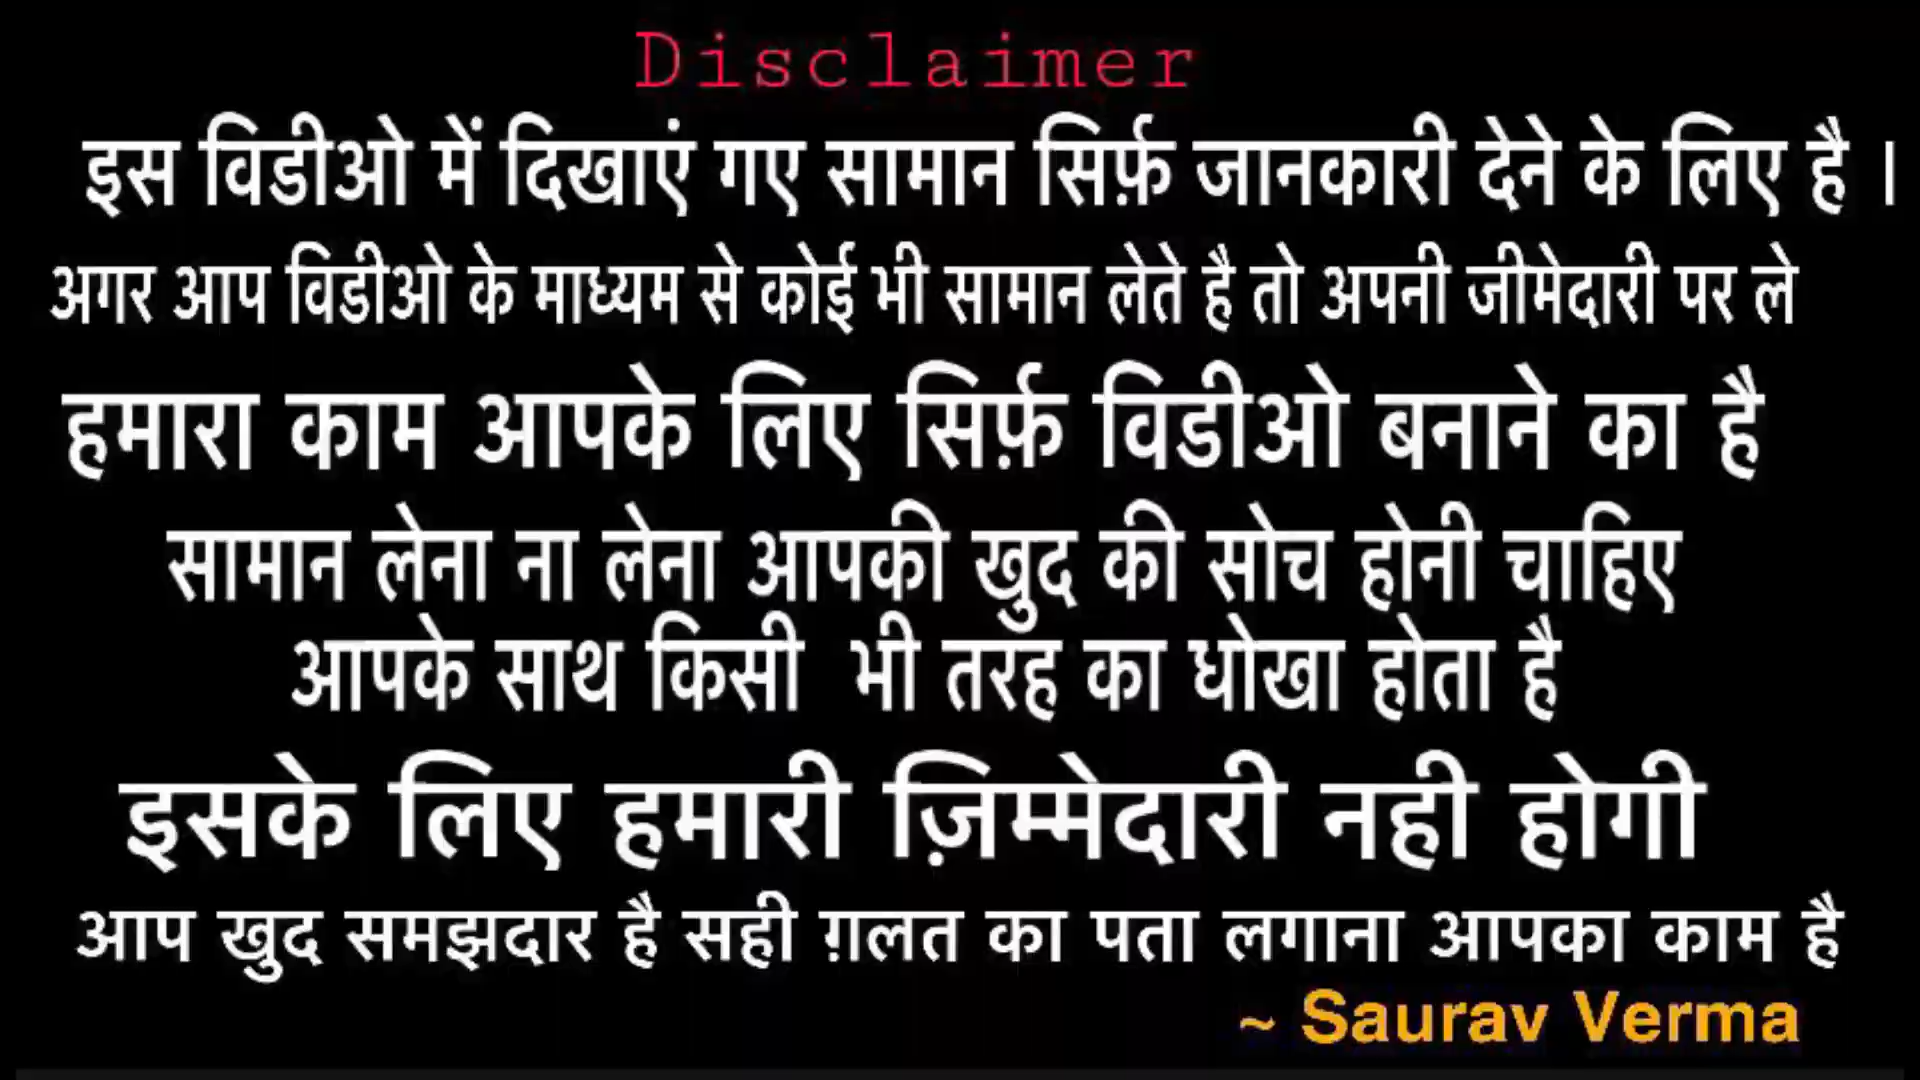 Disclaimer
इस विडीओ में दिखाएं गए सामान सिर्फ़ जानकारी देने के लिए है ।
अगर आप विडीओ के माध्यम से कोई भी सामान लेते है तो अपनी जीमेदारी पर ले
हमारा काम आपके लिए सिर्फ़ विडीओ बनाने का है
सामान लेना ना लेना आपकी खुद की सोच होनी चाहिए
आपके साथ किसी भी तरह का धोखा होता है
इसके लिए हमारी ज़िम्मेदारी नही होगी
आप खुद समझदार है सही ग़लत का पता लगाना आपका काम है
~ Saurav Verma